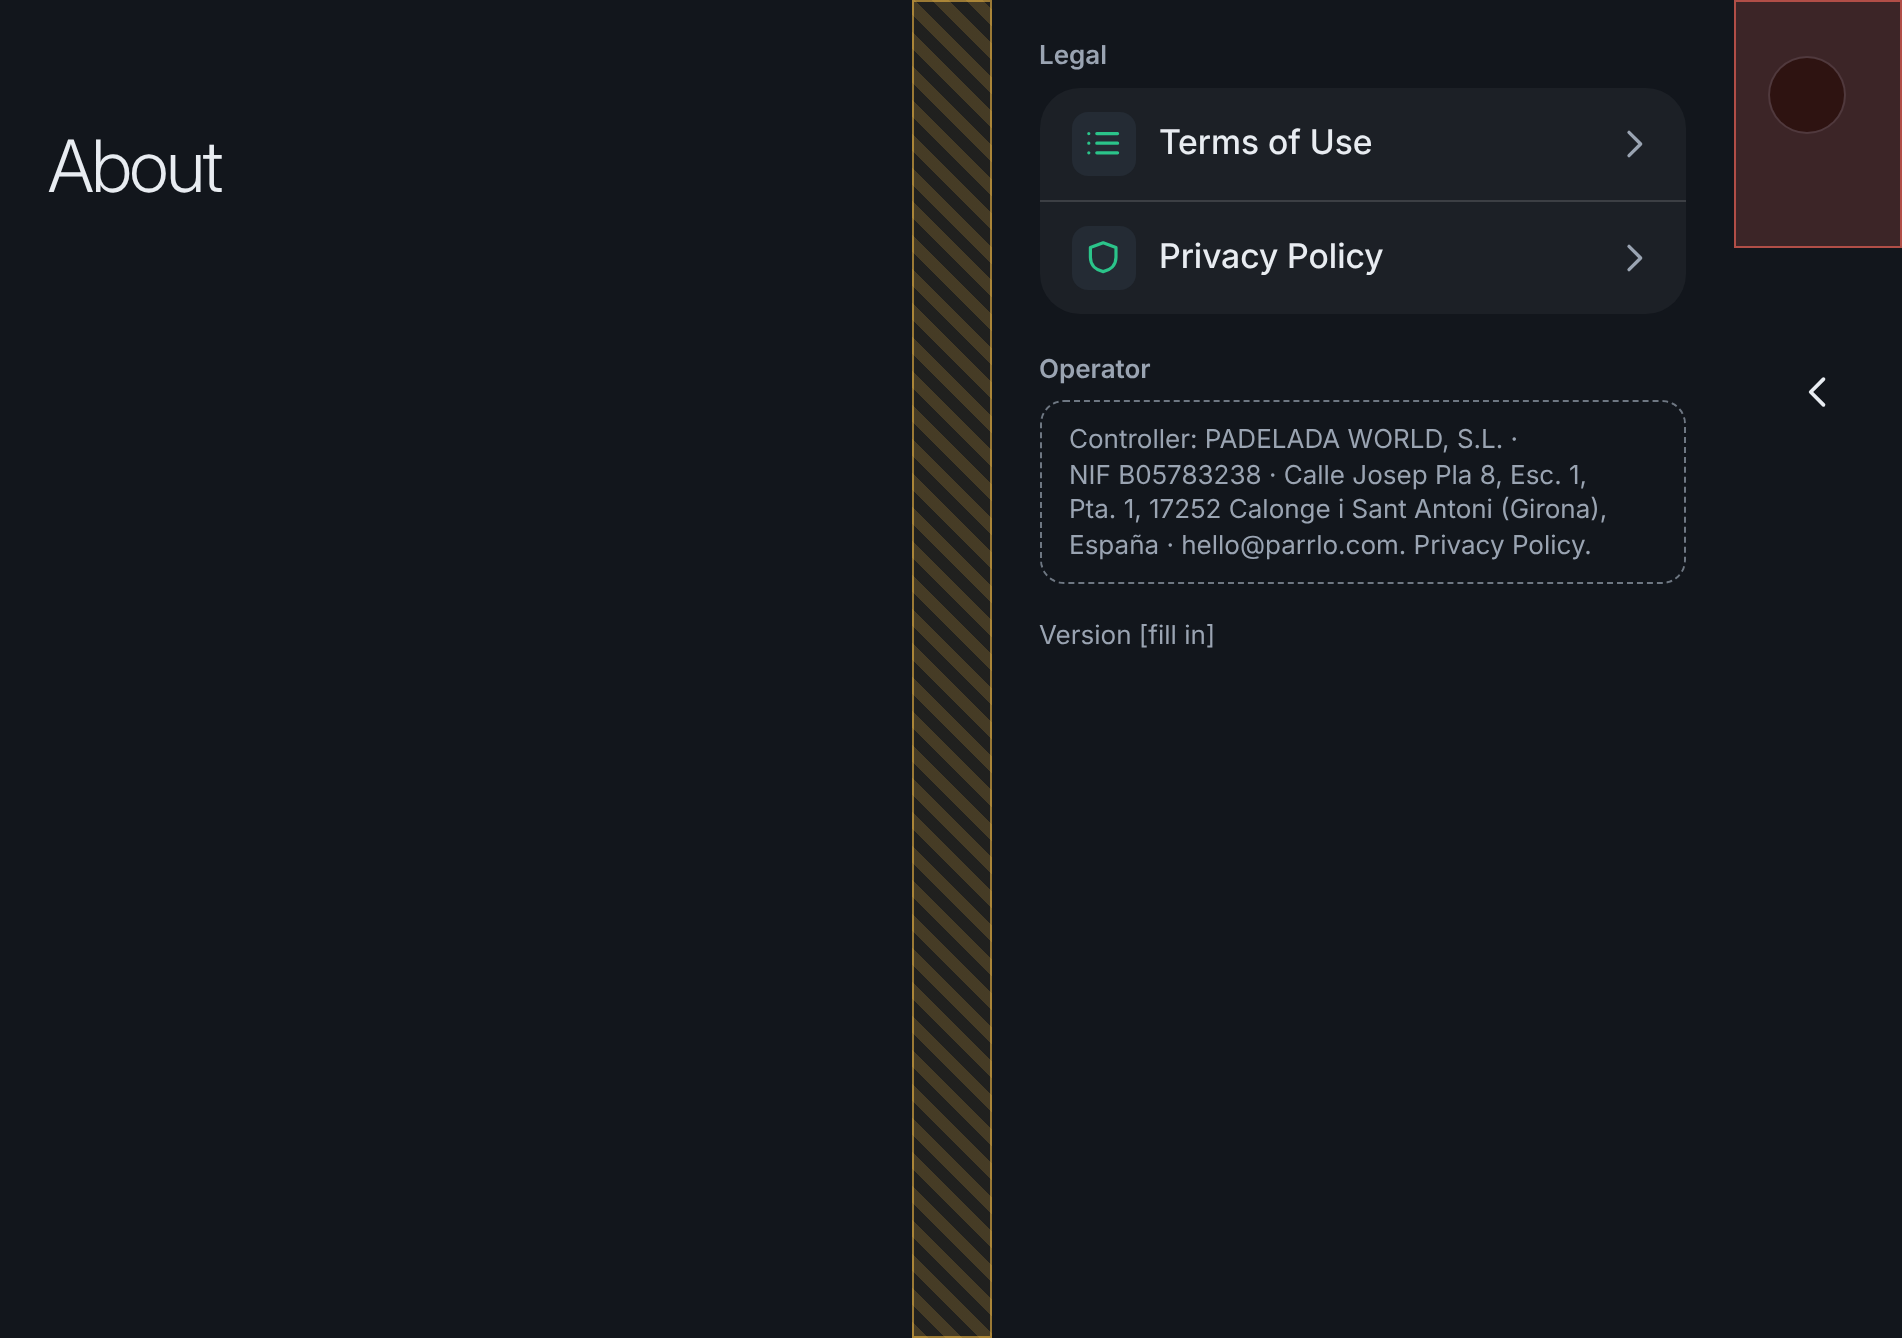 About
Legal
Terms of Use
Privacy Policy
Operator
Controller: PADELADA WORLD, S.L. ·
NIF B05783238 · Calle Josep Pla 8, Esc. 1,
Pta. 1, 17252 Calonge i Sant Antoni (Girona),
España · hello@parrlo.com. Privacy Policy.
Version [fill in]